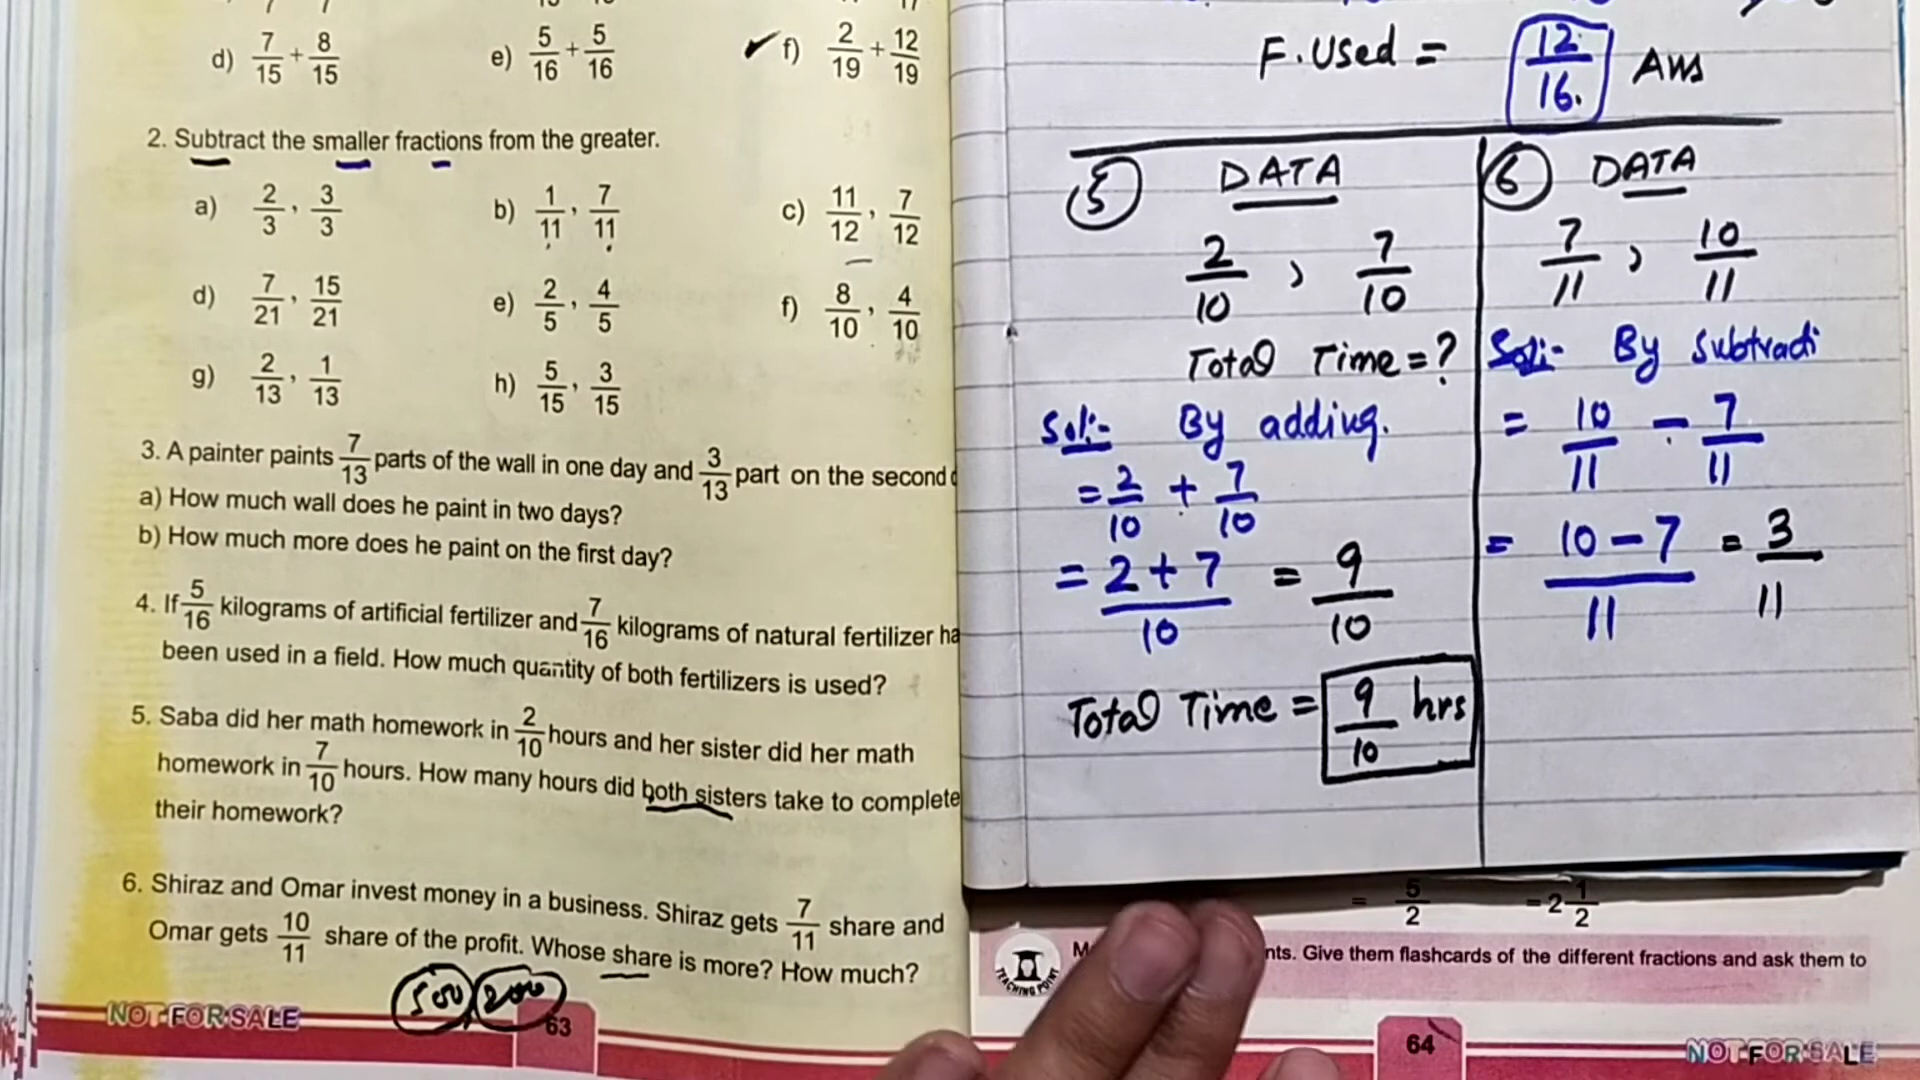 d) 7/15 + 8/15 e) 5/16 + 5/16 f) 2/19 + 12/19
2. Subtract the smaller fractions from the greater.
a) 2/3 , 3/3 b) 1/11 , 7/11 c) 11/12 , 7/12
d) 7/21 , 15/21 e) 2/5 , 4/5 f) 8/10 , 4/10
g) 2/13 , 1/13 h) 5/15 , 3/15
3. A painter paints 7/13 parts of the wall in one day and 3/13 part on the second
a) How much wall does he paint in two days?
b) How much more does he paint on the first day?
4. If 5/16 kilograms of artificial fertilizer and 7/16 kilograms of natural fertilizer ha
been used in a field. How much quantity of both fertilizers is used?
5. Saba did her math homework in 2/10 hours and her sister did her math
homework in 7/10 hours. How many hours did both sisters take to complete
their homework?
6. Shiraz and Omar invest money in a business. Shiraz gets 7/11 share and
Omar gets 10/11 share of the profit. Whose share is more? How much?
500 200
NOT FOR SALE 63
F. Used = 12/16. Ans
5 DATA
2/10 , 7/10
Total Time = ?
Sol:- By adding.
= 2/10 + 7/10
= 2 + 7/10 = 9/10
Total Time = 9/10 hrs
6 DATA
7/11 , 10/11
Sol:- By Subtracti
= 10/11 - 7/11
= 10 - 7/11 = 3/11
= 5/2 = 2 1/2
TEACHING POINT
nts. Give them flashcards of the different fractions and ask them to
64 NOT FOR SALE